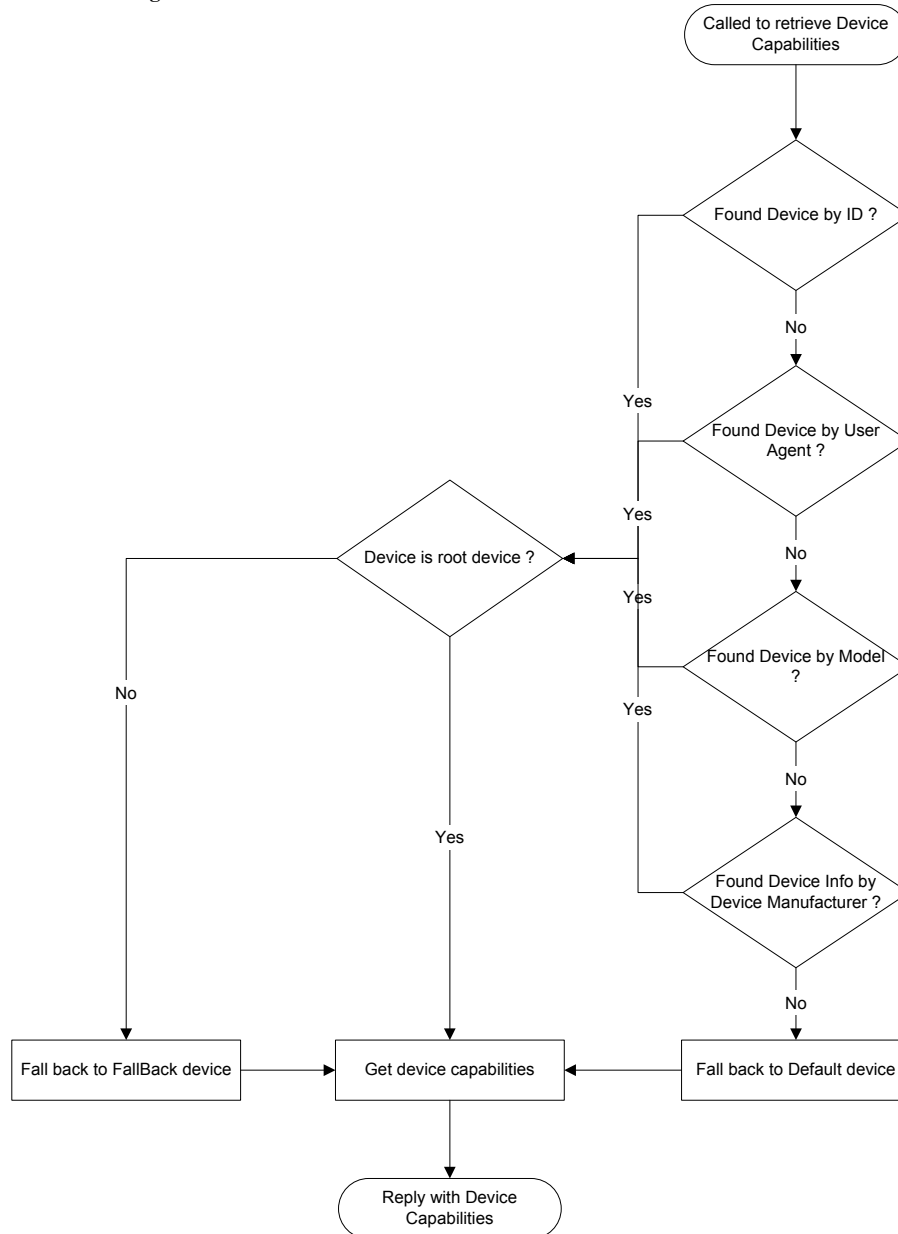 Called to retrieve Device
Capabilities
Found Device by ID ?
No
Yes
Found Device by User
Agent ?
Yes
No
Device is root device ?
Yes
Found Device by Model
?
No
Yes
No
Yes
Found Device Info by
Device Manufacturer ?
No
Fall back to FallBack device
Get device capabilities
Fall back to Default device
Reply with Device
Capabilities